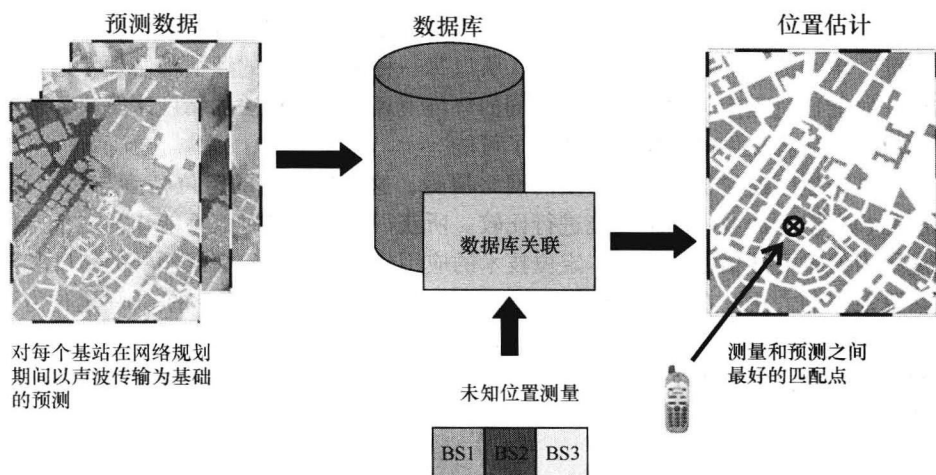 预测数据
数据库
位置估计
数据库关联
对每个基站在网络规划
期间以声波传输为基础
的预测
未知位置测量
BS1 BS2 BS3
测量和预测之间
最好的匹配点